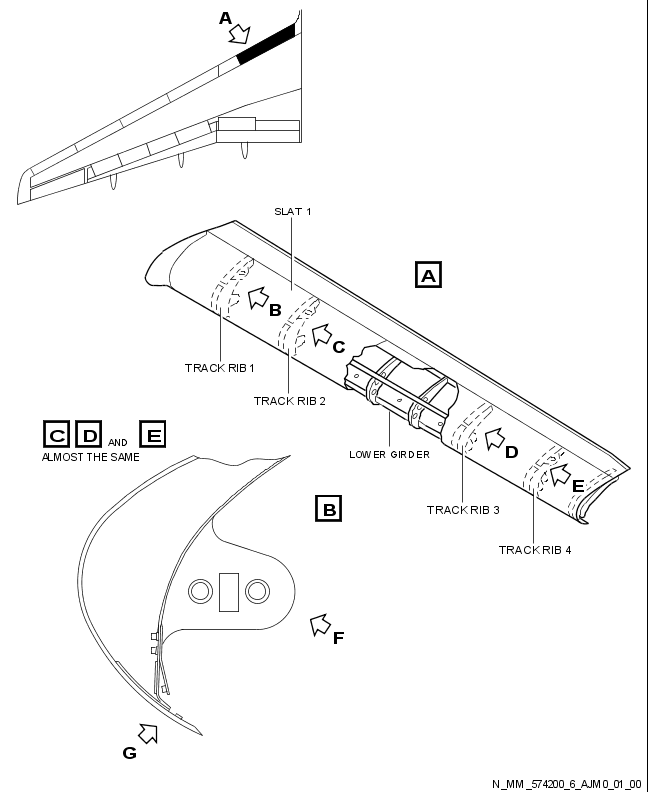 A
SLAT 1
A
B
C
TRACK RIB 1
TRACK RIB 2
C D AND E
ALMOST THE SAME
LOWER GIRDER
D
E
B
TRACK RIB 3
TRACK RIB 4
F
G
N_MM_574200_6_AJM0_01_00